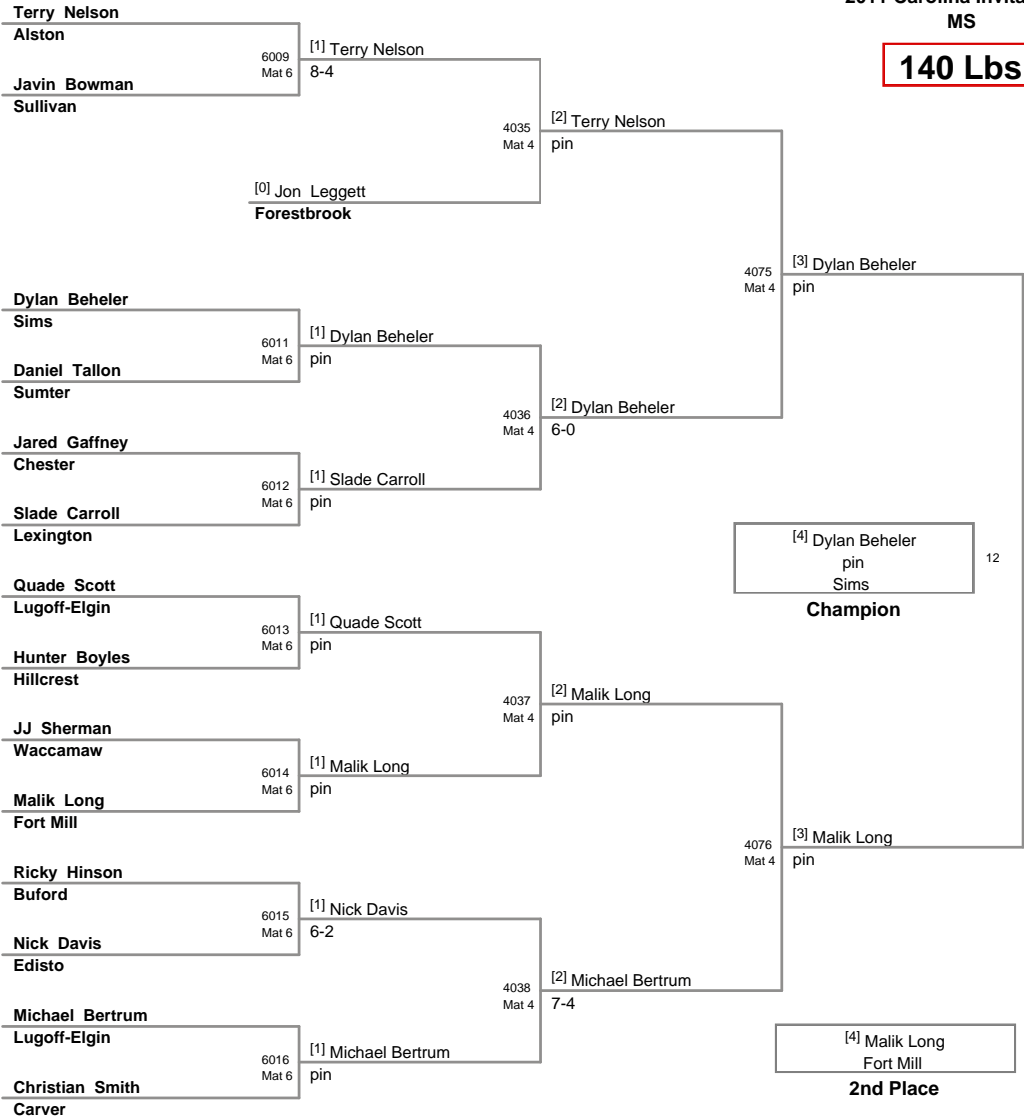 2011 Carolina
MS
140 Lbs
Terry Nelson
Alston
6009
Mat 6
[1] Terry Nelson
8-4
Javin Bowman
Sullivan
4035
Mat 4
[2] Terry Nelson
pin
[0] Jon Leggett
Forestbrook
4075
Mat 4
[3] Dylan Beheler
pin
Dylan Beheler
Sims
6011
Mat 6
[1] Dylan Beheler
pin
Daniel Tallon
Sumter
4036
Mat 4
[2] Dylan Beheler
6-0
Jared Gaffney
Chester
6012
Mat 6
[1] Slade Carroll
pin
Slade Carroll
Lexington
[4] Dylan Beheler
pin
Sims
12
Champion
Quade Scott
Lugoff-Elgin
6013
Mat 6
[1] Quade Scott
pin
Hunter Boyles
Hillcrest
4037
Mat 4
[2] Malik Long
pin
JJ Sherman
Waccamaw
6014
Mat 6
[1] Malik Long
pin
Malik Long
Fort Mill
4076
Mat 4
[3] Malik Long
pin
Ricky Hinson
Buford
6015
Mat 6
[1] Nick Davis
6-2
Nick Davis
Edisto
4038
Mat 4
[2] Michael Bertrum
7-4
Michael Bertrum
Lugoff-Elgin
6016
Mat 6
[1] Michael Bertrum
pin
Christian Smith
Carver
[4] Malik Long
Fort Mill
2nd Place